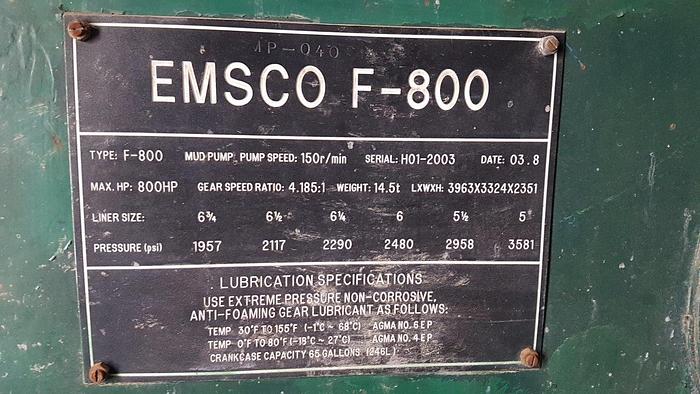 MP-040
EMSCO F-800
TYPE: F-800 MUD PUMP PUMP SPEED: 150r/min SERIAL: H01-2003 DATE: 03.8
MAX. HP: 800HP GEAR SPEED RATIO: 4.185:1 WEIGHT: 14.5t LXWXH: 3963X3324X2351
LINER SIZE: 6¾ 6½ 6¼ 6 5½ 5
PRESSURE (psi) 1957 2117 2290 2480 2958 3581
LUBRICATION SPECIFICATIONS
USE EXTREME PRESSURE NON-CORROSIVE,
ANTI-FOAMING GEAR LUBRICANT AS FOLLOWS:
TEMP 30°F TO 155°F (-1°C ~ 68°C) AGMA NO. 6 E P
TEMP 0°F TO 80°F (-18°C ~ 27°C) AGMA NO. 4 E P
CRANKCASE CAPACITY 65 GALLONS (246L)